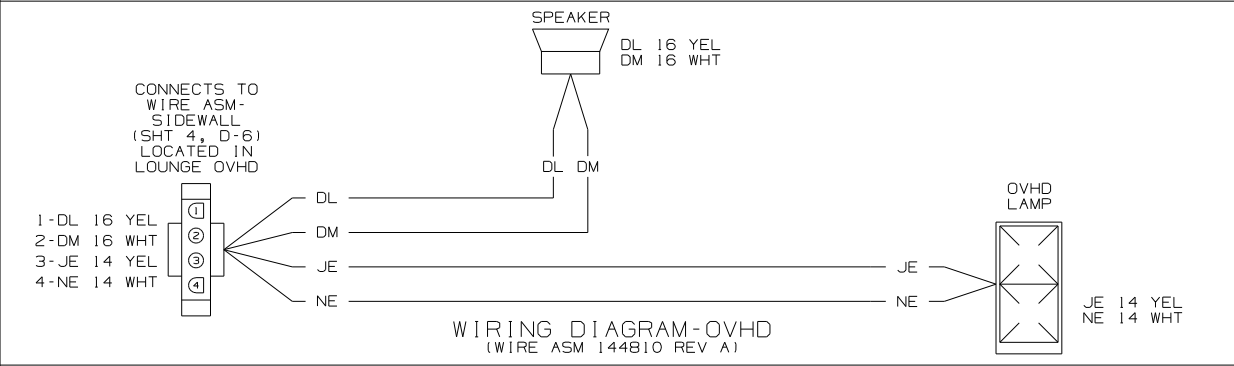 SPEAKER
DL 16 YEL
DM 16 WHT
CONNECTS TO
WIRE ASM-
SIDEWALL
(SHT 4, D-6)
LOCATED IN
LOUNGE OVHD
DL DM
1-DL 16 YEL
2-DM 16 WHT
3-JE 14 YEL
4-NE 14 WHT
1
2
3
4
DL
DM
JE
NE
JE
NE
OVHD
LAMP
JE 14 YEL
NE 14 WHT
WIRING DIAGRAM-OVHD
(WIRE ASM 144810 REV A)